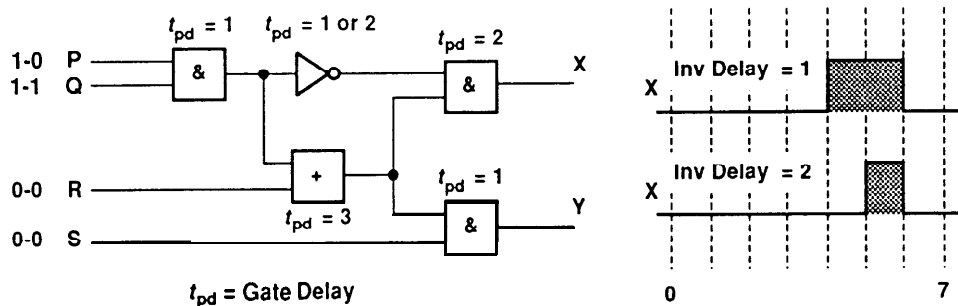 t_pd = 1
t_pd = 1 or 2
t_pd = 2
1-0 P
1-1 Q
&
&
X
0-0 R
+
t_pd = 3
t_pd = 1
&
Y
0-0 S
t_pd = Gate Delay
Inv Delay = 1
X
Inv Delay = 2
X
0
7